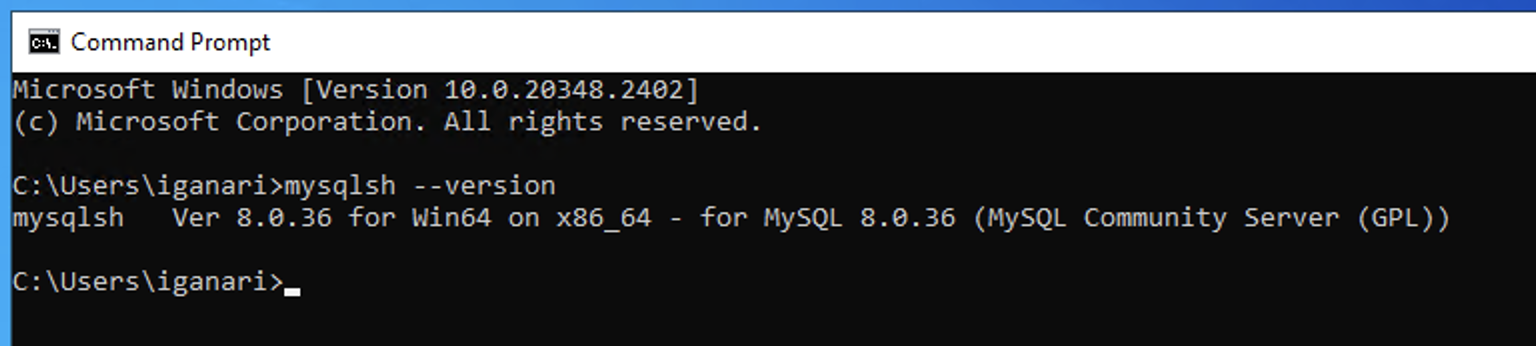 Command Prompt
Microsoft Windows [Version 10.0.20348.2402]
(c) Microsoft Corporation. All rights reserved.
C:\Users\iganari>mysqlsh --version
mysqlsh   Ver 8.0.36 for Win64 on x86_64 - for MySQL 8.0.36 (MySQL Community Server (GPL))
C:\Users\iganari>